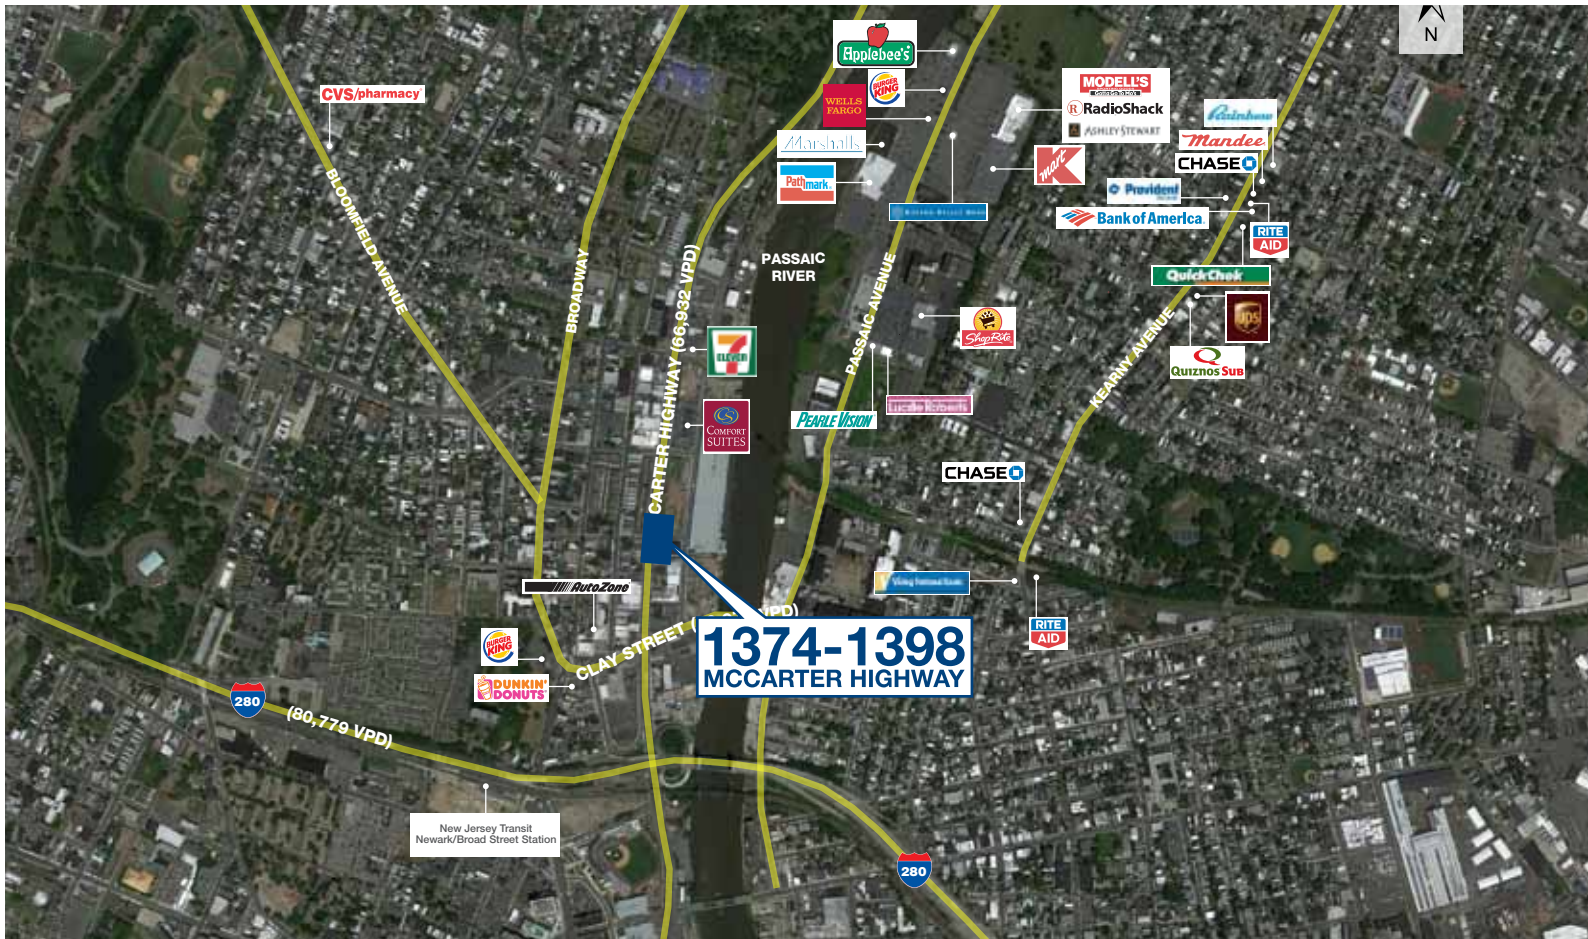 N
Applebee's
BURGER
KING
WELLS
FARGO
Marshalls
Pathmark
MODELL'S
RadioShack
ASHLEY STEWART
Kmart
Rainbow
Mandee
CHASE
Provident
Bank of America
RITE
AID
QuickChek
ups
QUIZNOS SUB
CVS/pharmacy
BLOOMFIELD AVENUE
BROADWAY
CARTER HIGHWAY (66,932 VPD)
PASSAIC
RIVER
PASSAIC AVENUE
KEARNY AVENUE
7
ELEVEN
COMFORT
SUITES
ShopRite
PEARLE VISION
Lucille Roberts
CHASE
AutoZone
RITE
AID
BURGER
KING
DUNKIN'
DONUTS
CLAY STREET (
VPD)
1374-1398
MCCARTER HIGHWAY
280
(80,779 VPD)
New Jersey Transit
Newark/Broad Street Station
280